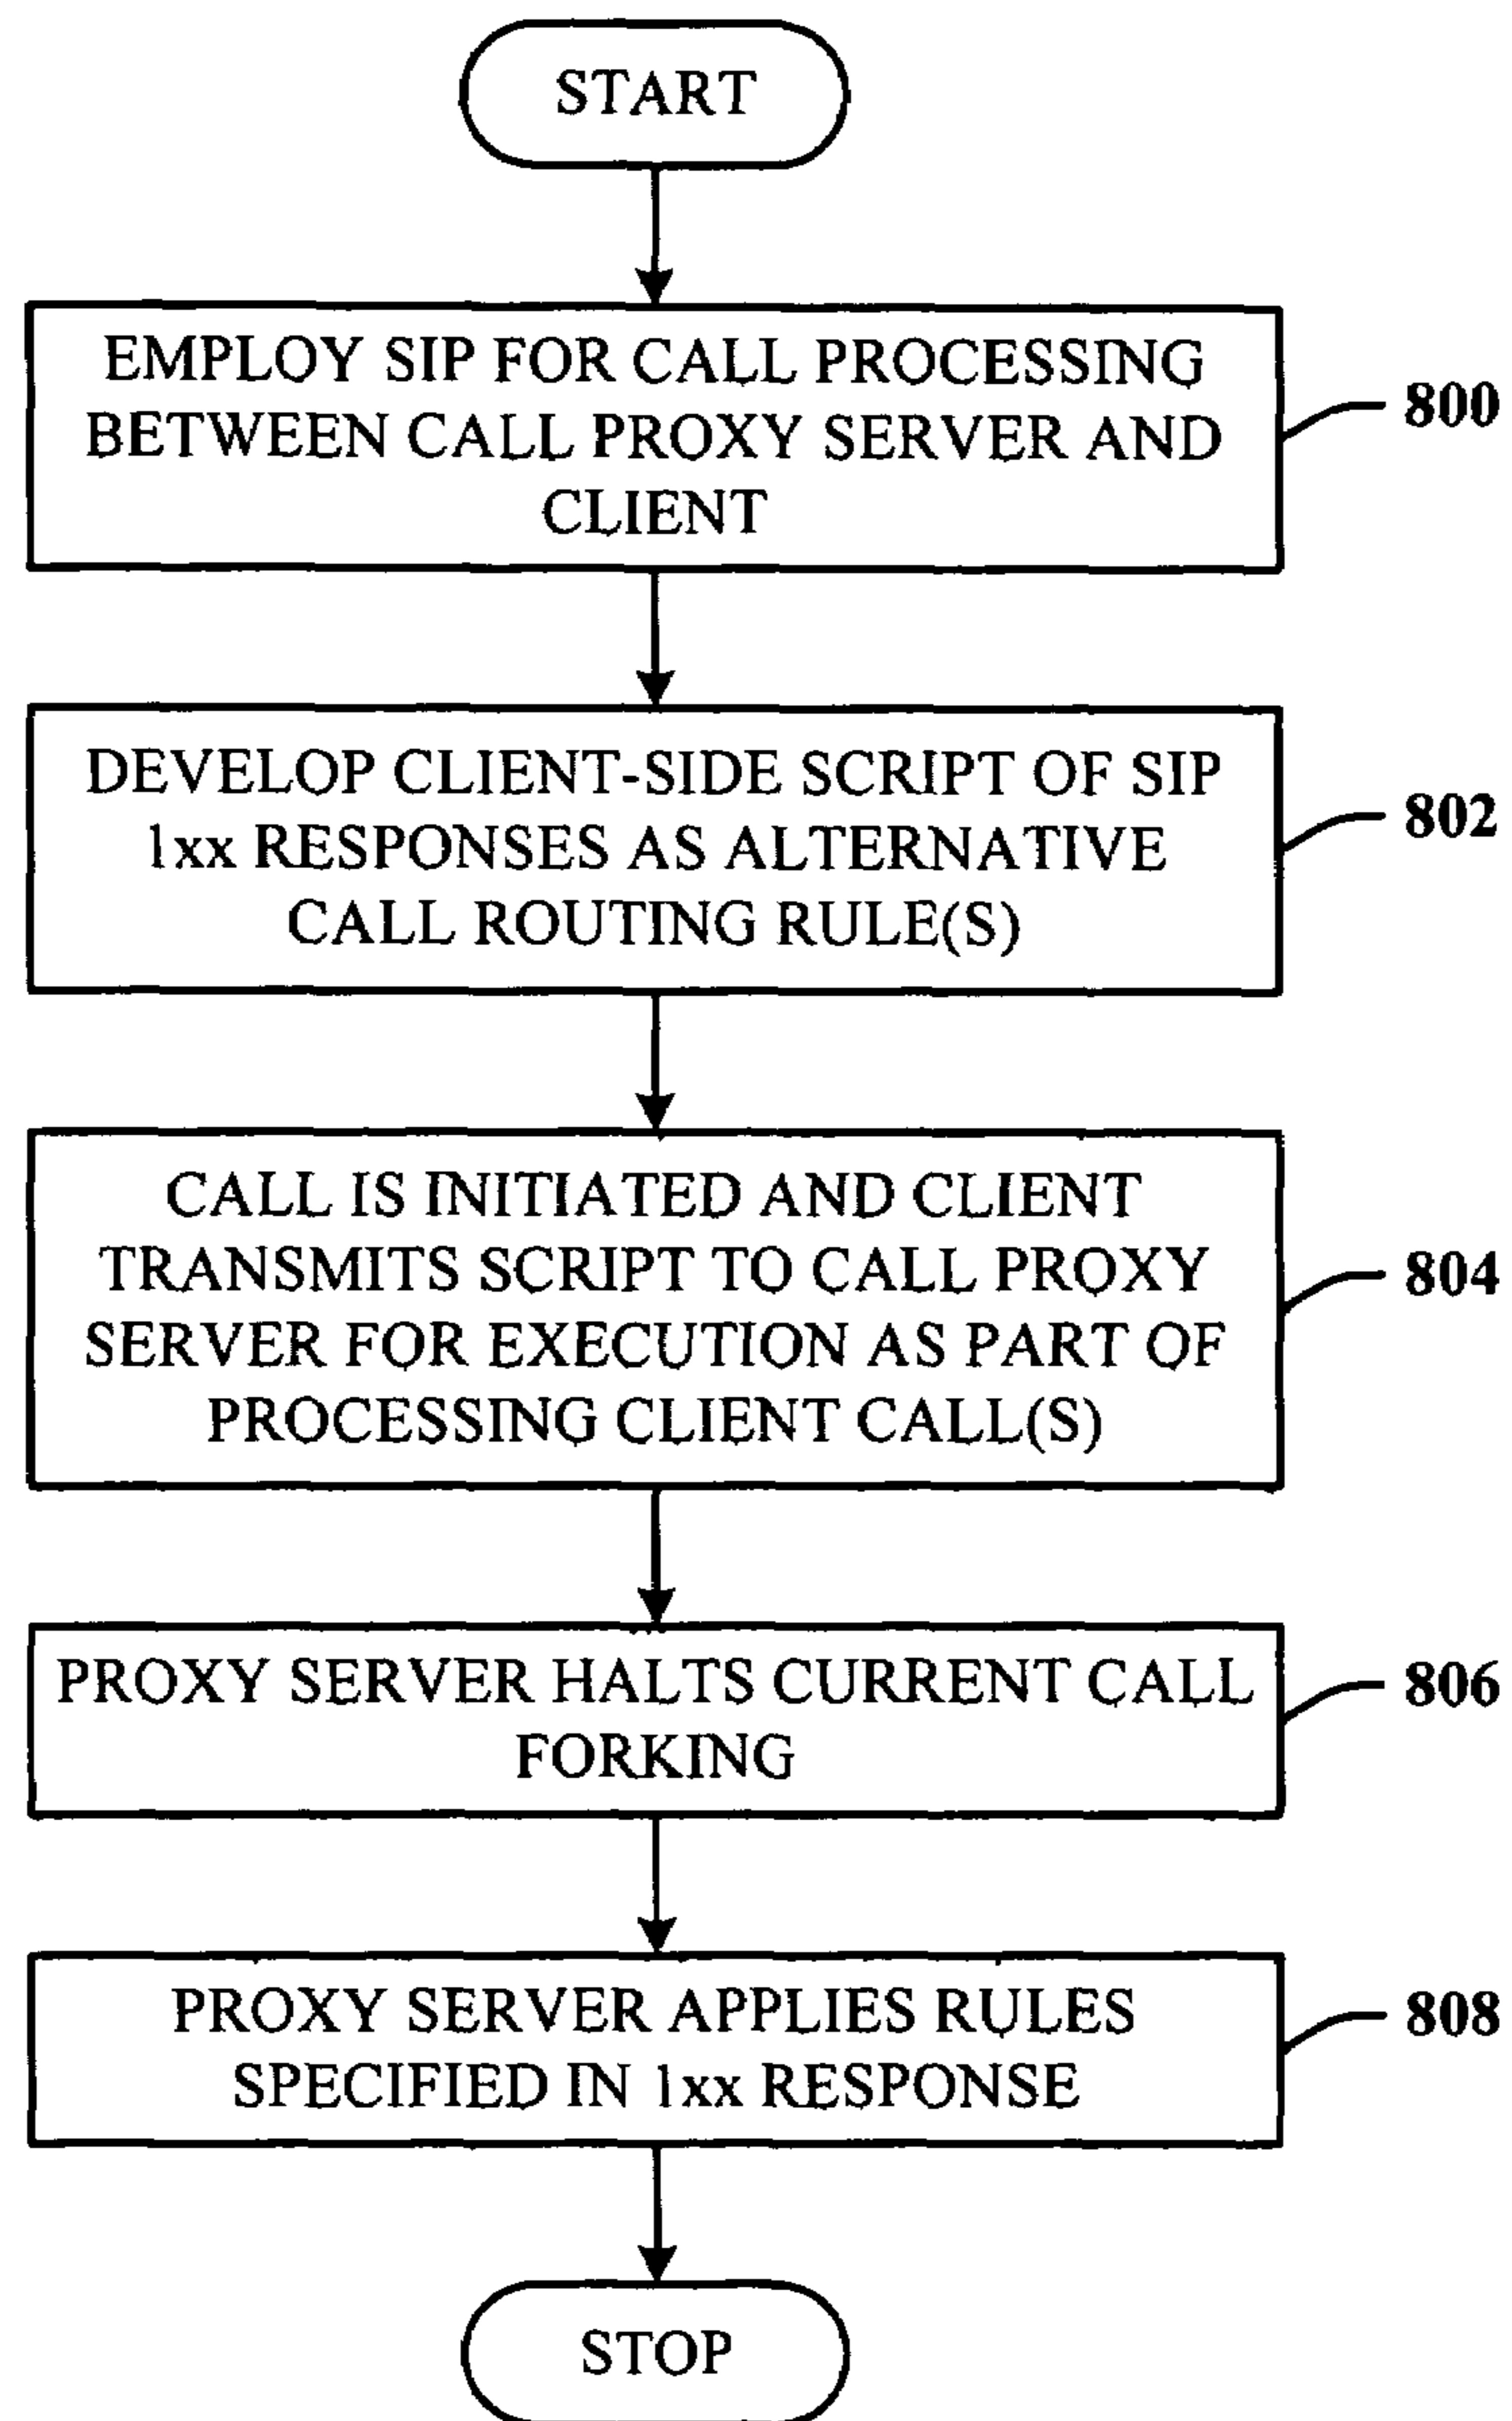 START
EMPLOY SIP FOR CALL PROCESSING
BETWEEN CALL PROXY SERVER AND
CLIENT
800
DEVELOP CLIENT-SIDE SCRIPT OF SIP
1xx RESPONSES AS ALTERNATIVE
CALL ROUTING RULE(S)
802
CALL IS INITIATED AND CLIENT
TRANSMITS SCRIPT TO CALL PROXY
SERVER FOR EXECUTION AS PART OF
PROCESSING CLIENT CALL(S)
804
PROXY SERVER HALTS CURRENT CALL
FORKING
806
PROXY SERVER APPLIES RULES
SPECIFIED IN 1xx RESPONSE
808
STOP